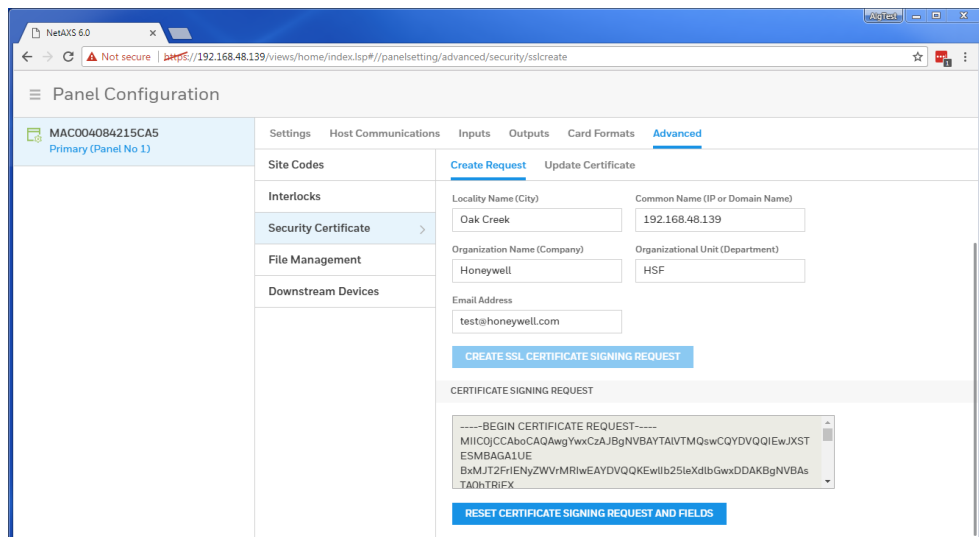 AlgTest
NetAXS 6.0
Not secure https://192.168.48.139/views/home/index.lsp#//panelsetting/advanced/security/sslcreate
Panel Configuration
MAC004084215CA5
Primary (Panel No 1)
Settings Host Communications Inputs Outputs Card Formats Advanced
Site Codes
Interlocks
Security Certificate
File Management
Downstream Devices
Create Request Update Certificate
Locality Name (City) Common Name (IP or Domain Name)
Oak Creek 192.168.48.139
Organization Name (Company) Organizational Unit (Department)
Honeywell HSF
Email Address
test@honeywell.com
CREATE SSL CERTIFICATE SIGNING REQUEST
CERTIFICATE SIGNING REQUEST
-----BEGIN CERTIFICATE REQUEST-----
MIIC0jCCAboCAQAwgYwxCzAJBgNVBAYTAlVTMQswCQYDVQQIEwJXST
ESMBAGA1UE
BxMJT2FrIENyZWVrMRIwEAYDVQQKEwlIb25leXdlbGwxDDAKBgNVBAs
TA0hTRjEX
RESET CERTIFICATE SIGNING REQUEST AND FIELDS